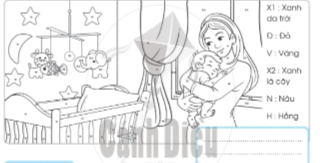 X1 : Xanh
da trời
Đ : Đỏ
V : Vàng
X2 : Xanh
lá cây
N : Nâu
H : Hồng
Cánh Diều